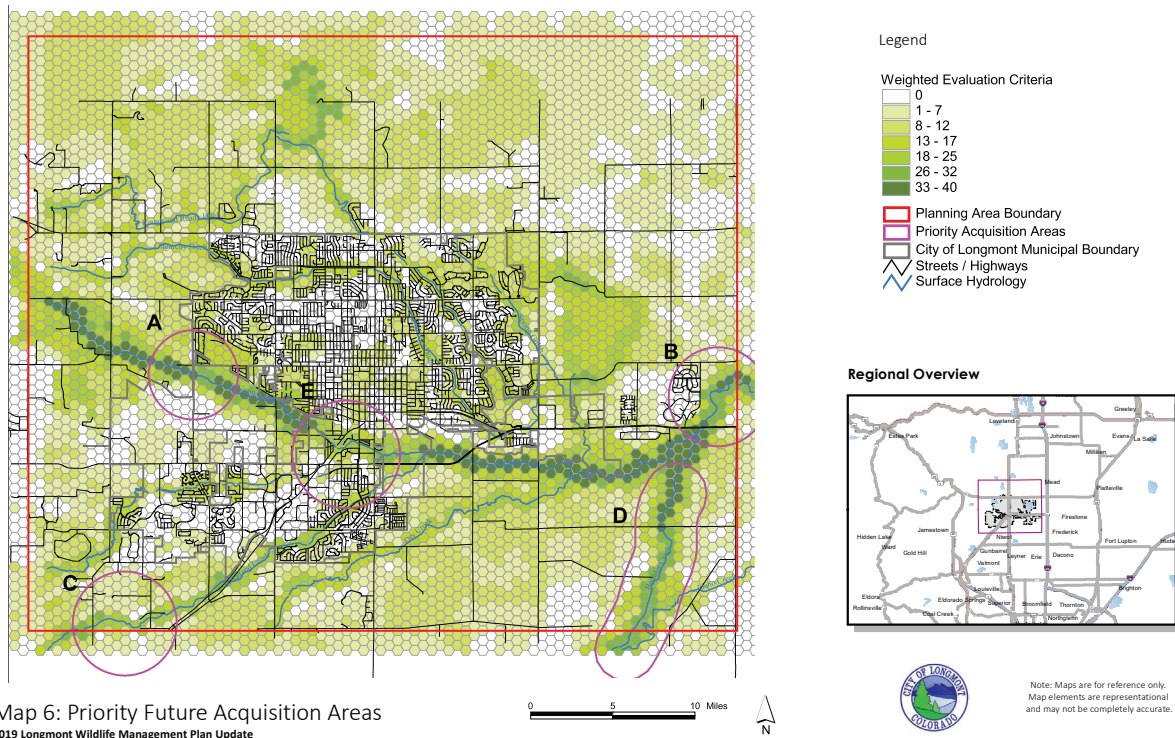 A
B
E
D
C
Legend
Weighted Evaluation Criteria
0
1 - 7
8 - 12
13 - 17
18 - 25
26 - 32
33 - 40
Planning Area Boundary
Priority Acquisition Areas
City of Longmont Municipal Boundary
Streets / Highways
Surface Hydrology
Regional Overview
Greeley
Loveland
Estes Park
Johnstown
Evans
La Salle
Milliken
Mead
Platteville
Jamestown
Firestone
Hidden Lake
Niwot
Frederick
Ward
Gunbarrel
Fort Lupton
Gold Hill
Leyner
Erie
Dacono
Valmont
Brighton
Louisville
Eldora
Eldorado Springs
Superior
Broomfield
Thornton
Rollinsville
Coal Creek
Northglenn
CITY OF LONGMONT
COLORADO
Note: Maps are for reference only.
Map elements are representational
and may not be completely accurate.
Map 6: Priority Future Acquisition Areas
2019 Longmont Wildlife Management Plan Update
0 5 10 Miles
N